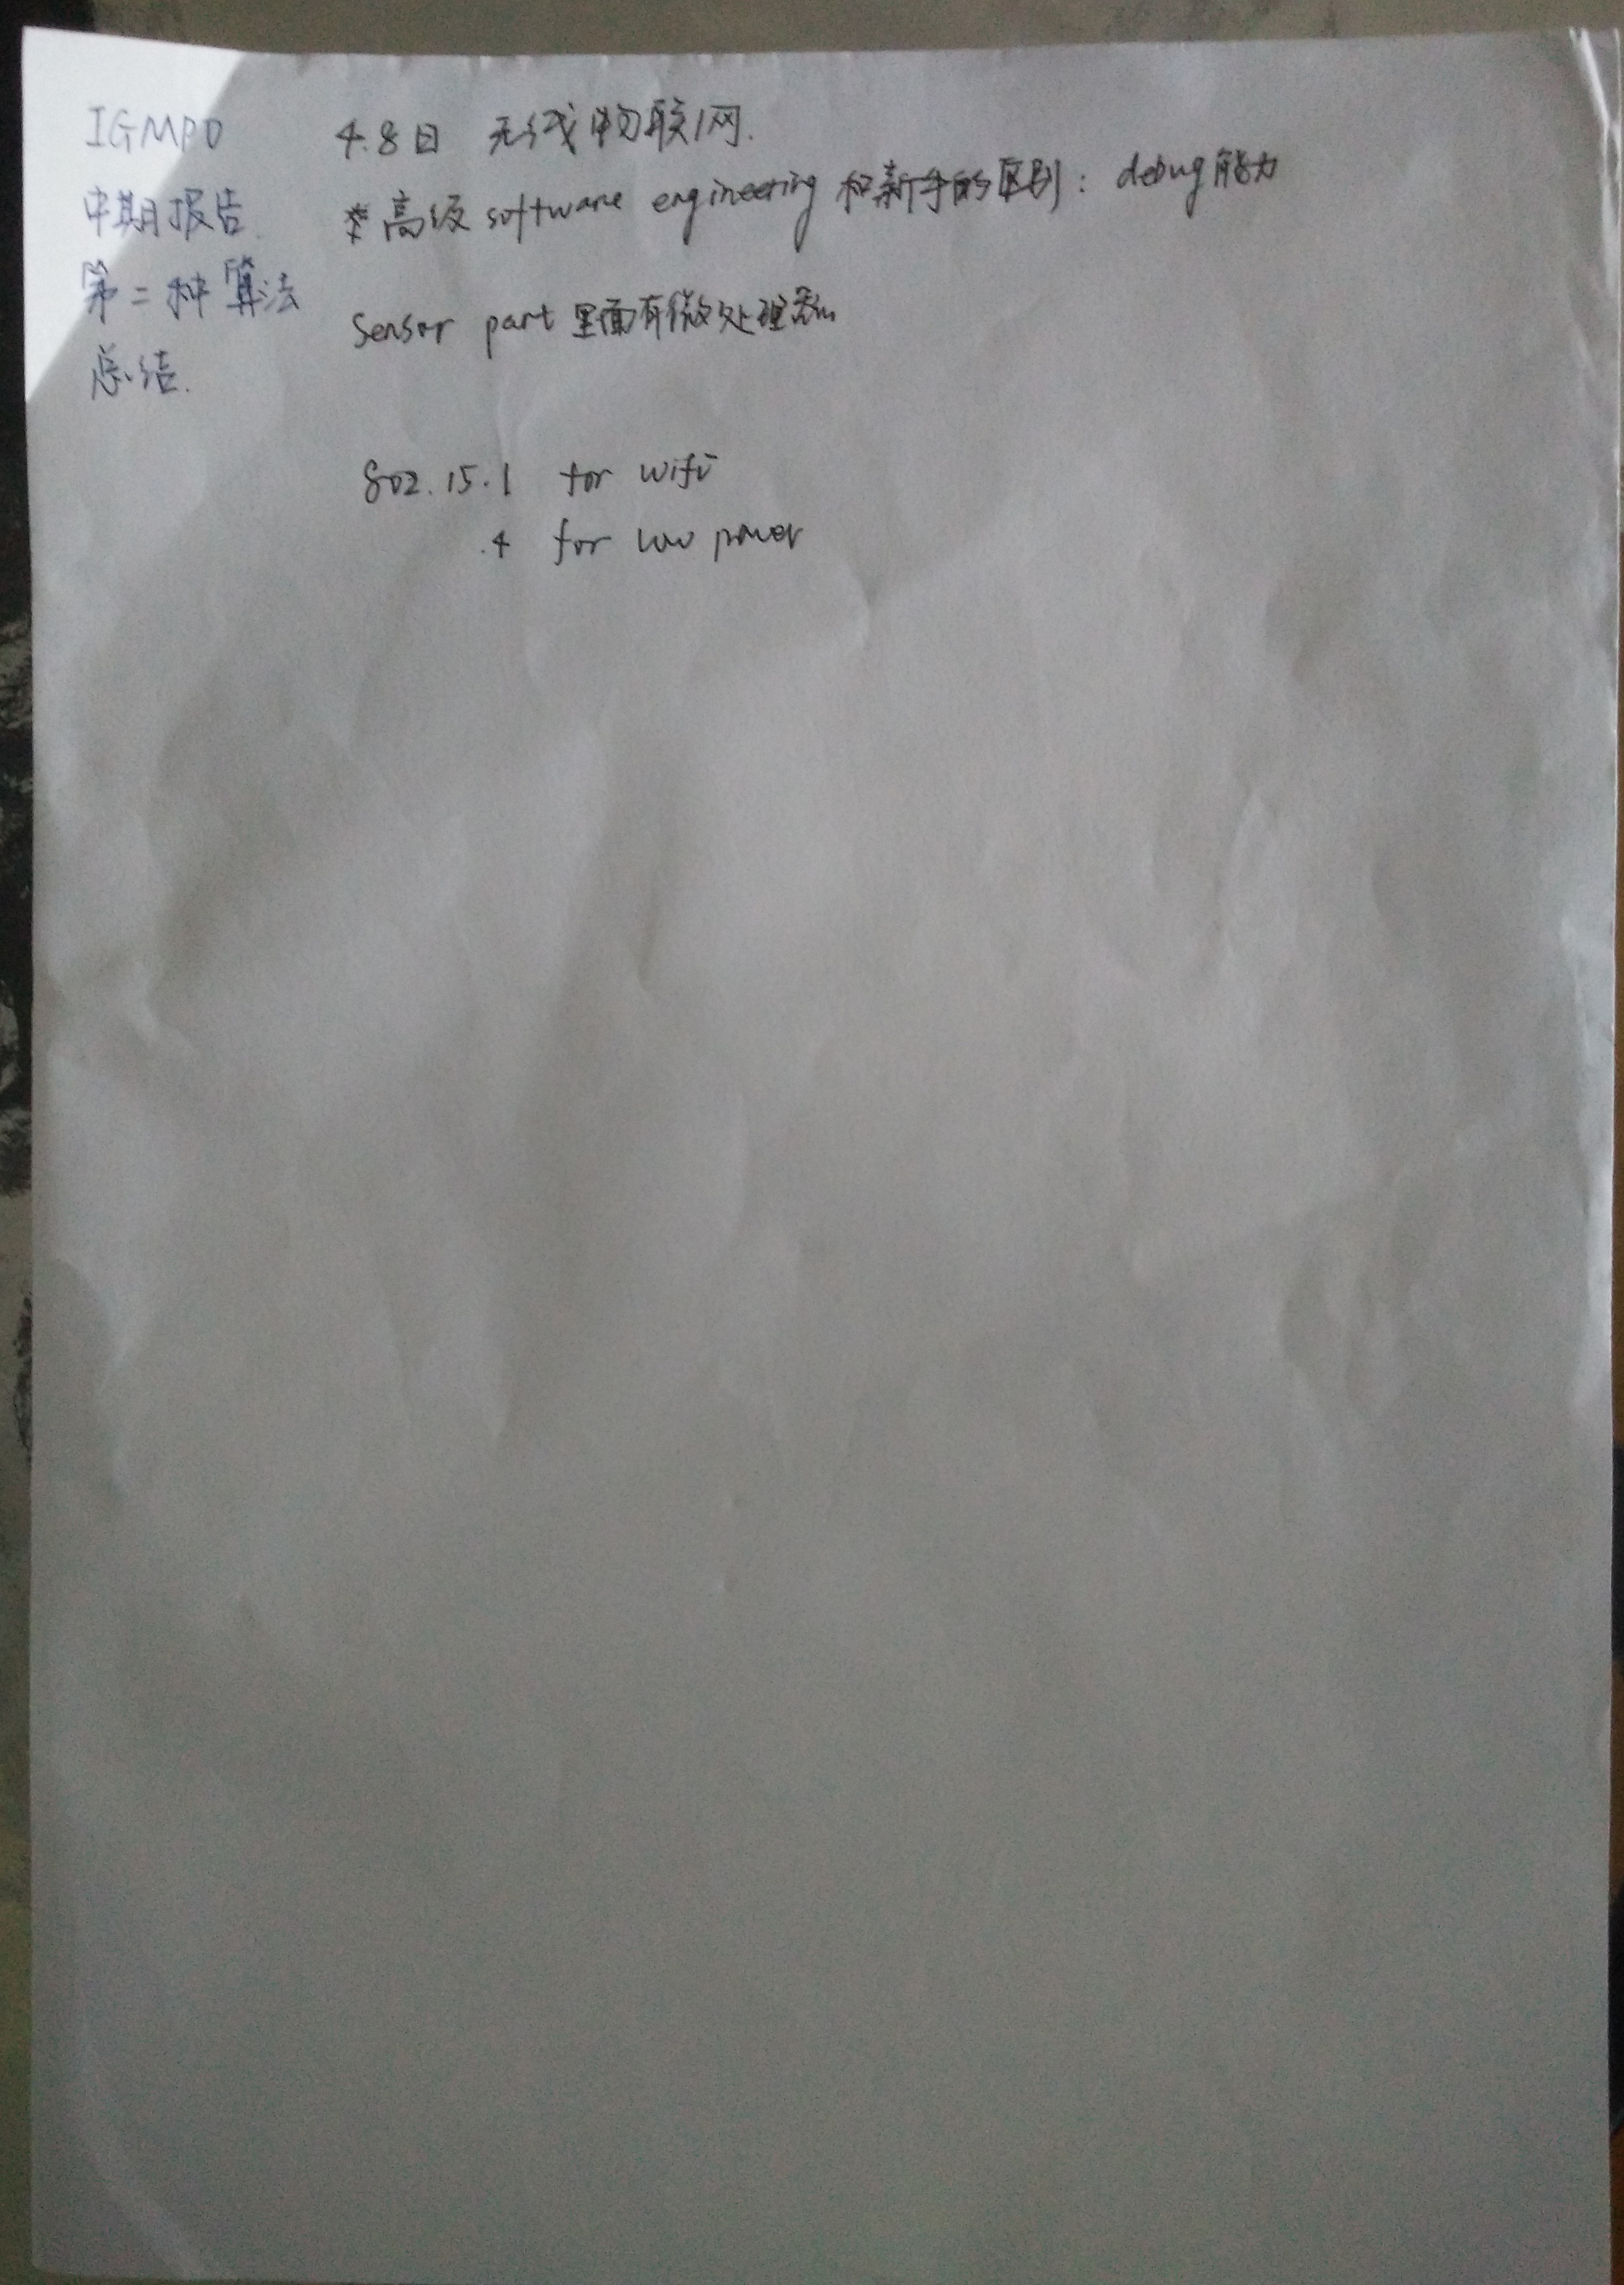 IGMPO
中期报告
第二种算法
总结.
4.8日 无线物联网.
*高级 software engineering 和新手的区别: debug能力
Sensor part 里面有微处理器
802.15.1 for wifi
.4 for low power